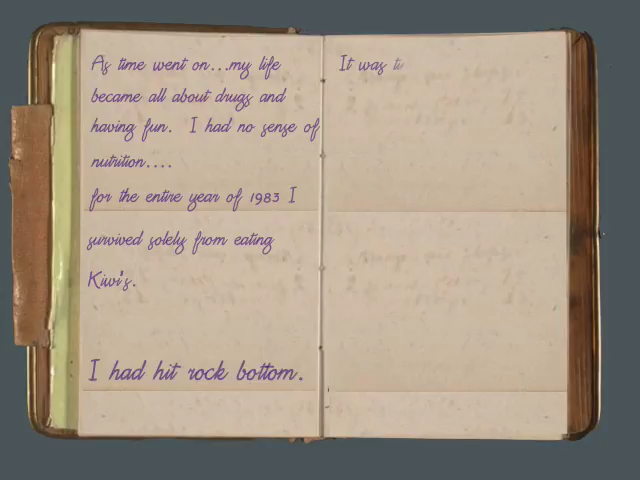 As time went on...my life
became all about drugs and
having fun. I had no sense of
nutrition....
for the entire year of 1983 I
survived solely from eating
Kiwi's.
I had hit rock bottom.
It was